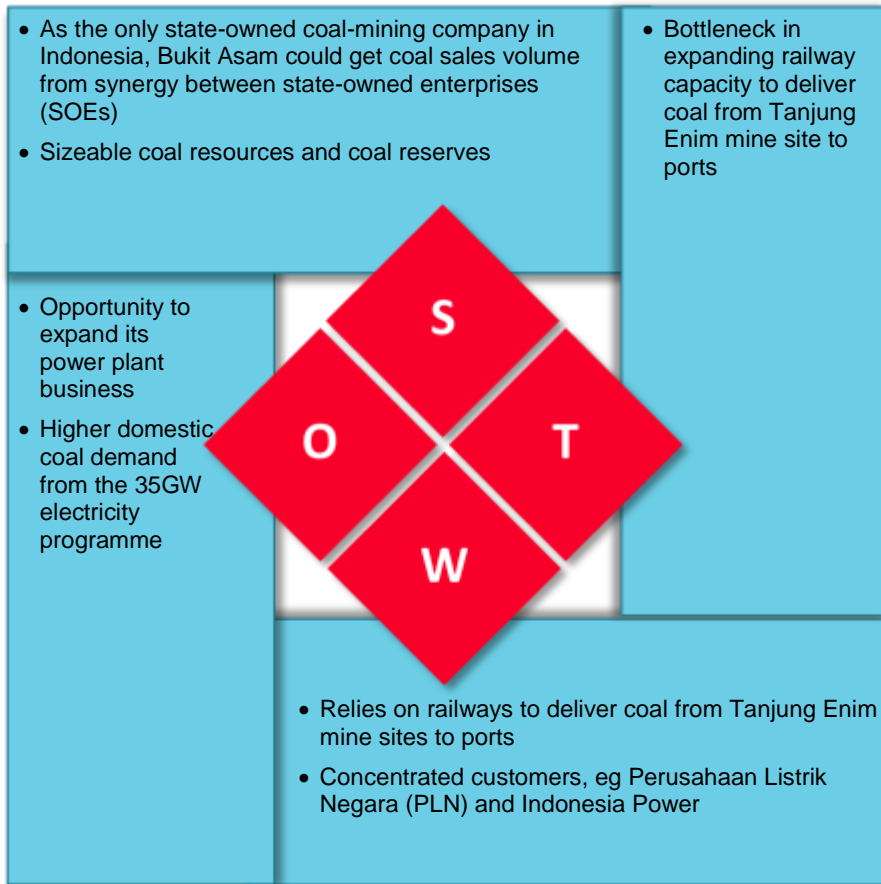 • As the only state-owned coal-mining company in
Indonesia, Bukit Asam could get coal sales volume
from synergy between state-owned enterprises
(SOEs)
• Sizeable coal resources and coal reserves
• Bottleneck in
expanding railway
capacity to deliver
coal from Tanjung
Enim mine site to
ports
• Opportunity to
expand its
power plant
business
• Higher domestic
coal demand
from the 35GW
electricity
programme
S
O
T
W
• Relies on railways to deliver coal from Tanjung Enim
mine sites to ports
• Concentrated customers, eg Perusahaan Listrik
Negara (PLN) and Indonesia Power